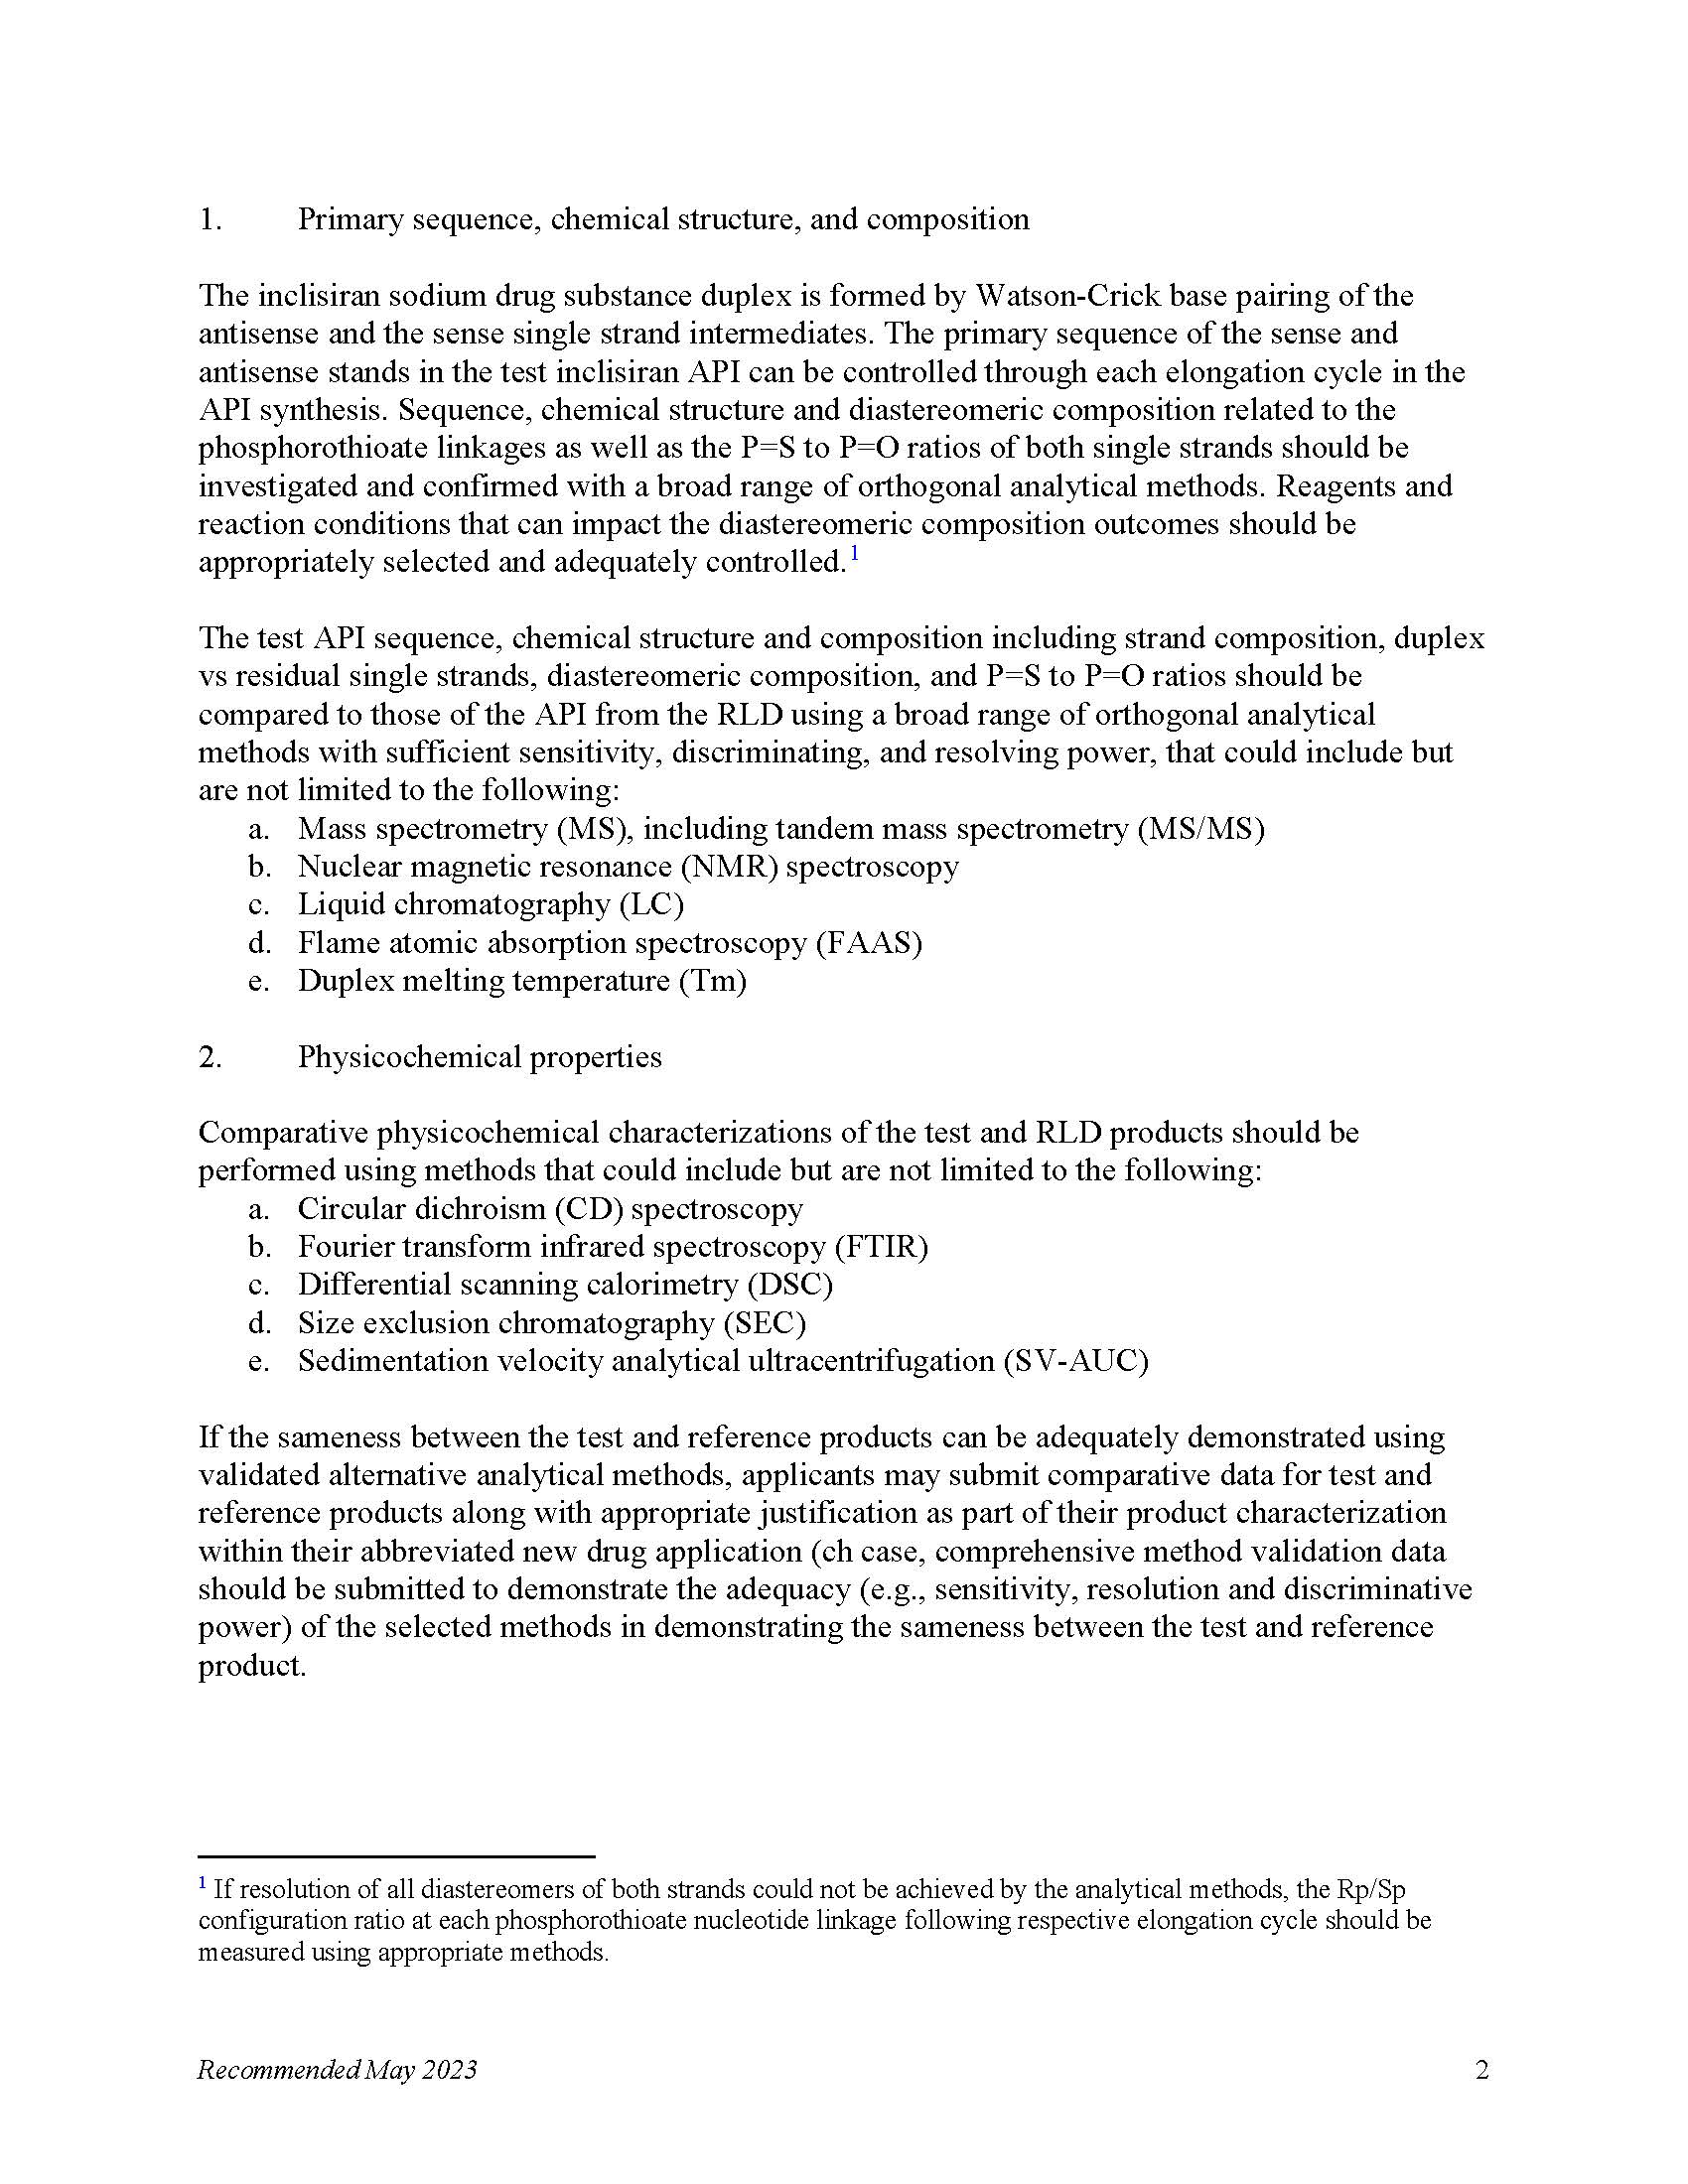 1. Primary sequence, chemical structure, and composition
The inclisiran sodium drug substance duplex is formed by Watson-Crick base pairing of the
antisense and the sense single strand intermediates. The primary sequence of the sense and
antisense stands in the test inclisiran API can be controlled through each elongation cycle in the
API synthesis. Sequence, chemical structure and diastereomeric composition related to the
phosphorothioate linkages as well as the P=S to P=O ratios of both single strands should be
investigated and confirmed with a broad range of orthogonal analytical methods. Reagents and
reaction conditions that can impact the diastereomeric composition outcomes should be
appropriately selected and adequately controlled.1
The test API sequence, chemical structure and composition including strand composition, duplex
vs residual single strands, diastereomeric composition, and P=S to P=O ratios should be
compared to those of the API from the RLD using a broad range of orthogonal analytical
methods with sufficient sensitivity, discriminating, and resolving power, that could include but
are not limited to the following:
a. Mass spectrometry (MS), including tandem mass spectrometry (MS/MS)
b. Nuclear magnetic resonance (NMR) spectroscopy
c. Liquid chromatography (LC)
d. Flame atomic absorption spectroscopy (FAAS)
e. Duplex melting temperature (Tm)
2. Physicochemical properties
Comparative physicochemical characterizations of the test and RLD products should be
performed using methods that could include but are not limited to the following:
a. Circular dichroism (CD) spectroscopy
b. Fourier transform infrared spectroscopy (FTIR)
c. Differential scanning calorimetry (DSC)
d. Size exclusion chromatography (SEC)
e. Sedimentation velocity analytical ultracentrifugation (SV-AUC)
If the sameness between the test and reference products can be adequately demonstrated using
validated alternative analytical methods, applicants may submit comparative data for test and
reference products along with appropriate justification as part of their product characterization
within their abbreviated new drug application (ch case, comprehensive method validation data
should be submitted to demonstrate the adequacy (e.g., sensitivity, resolution and discriminative
power) of the selected methods in demonstrating the sameness between the test and reference
product.
1 If resolution of all diastereomers of both strands could not be achieved by the analytical methods, the Rp/Sp
configuration ratio at each phosphorothioate nucleotide linkage following respective elongation cycle should be
measured using appropriate methods.
Recommended May 2023 2